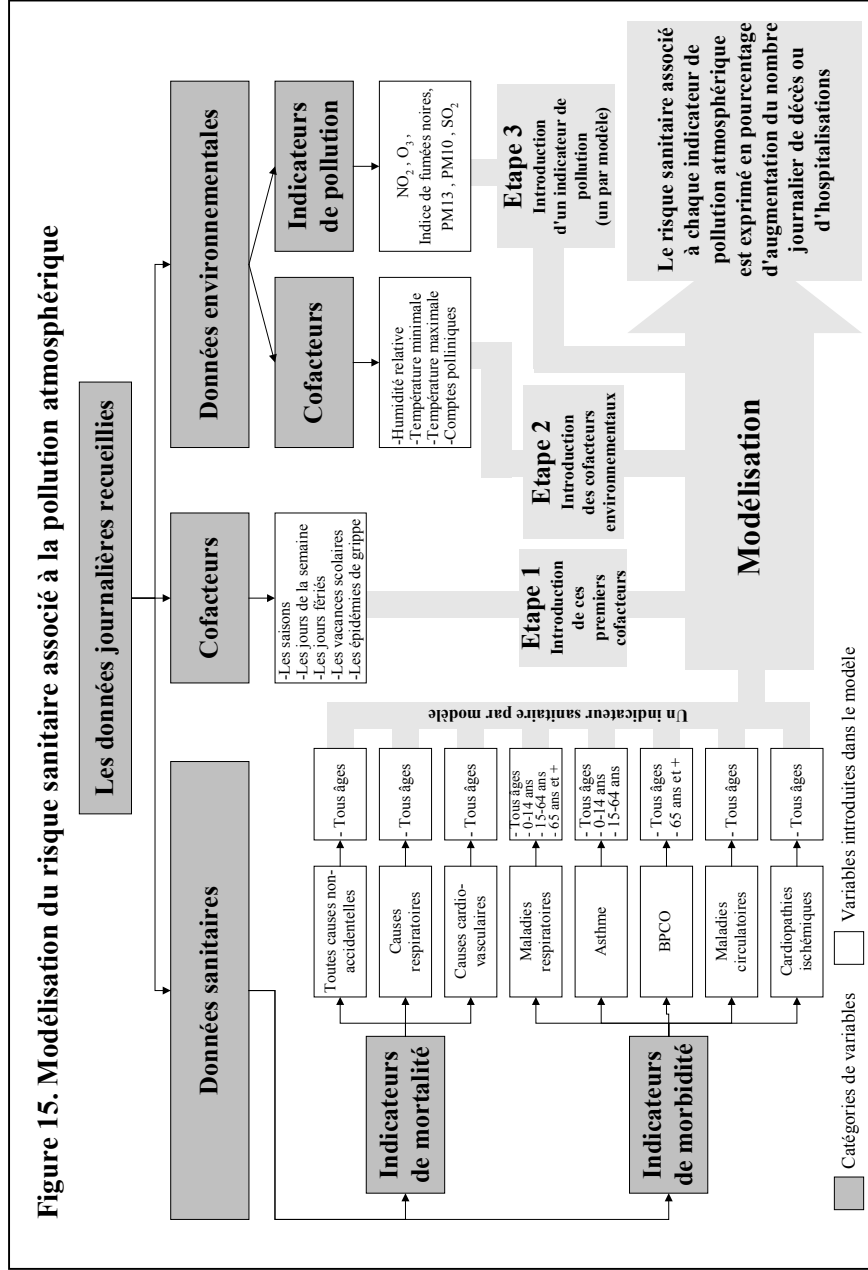 Figure 15. Modélisation du risque sanitaire associé à la pollution atmosphérique
Les données journalières recueillies
Données sanitaires
Cofacteurs
Données environnementales
Indicateurs
de mortalité
Toutes causes non-
accidentelles
- Tous âges
Causes
respiratoires
- Tous âges
Causes cardio-
vasculaires
- Tous âges
Indicateurs
de morbidité
Maladies
respiratoires
- Tous âges
- 0-14 ans
- 15-64 ans
- 65 ans et +
Asthme
- Tous âges
- 0-14 ans
- 15-64 ans
BPCO
- Tous âges
- 65 ans et +
Maladies
circulatoires
- Tous âges
Cardiopathies
ischémiques
- Tous âges
Un indicateur sanitaire par modèle
-Les saisons
-Les jours de la semaine
-Les jours fériés
-Les vacances scolaires
-Les épidémies de grippe
Cofacteurs
-Humidité relative
-Température minimale
-Température maximale
-Comptes polliniques
Indicateurs
de pollution
NO₂ , O₃ ,
Indice de fumées noires,
PM13 , PM10 , SO₂
Etape 1
Introduction
de ces
premiers
cofacteurs
Etape 2
Introduction
des cofacteurs
environnementaux
Etape 3
Introduction
d'un indicateur de
pollution
(un par modèle)
Modélisation
Le risque sanitaire associé
à chaque indicateur de
pollution atmosphérique
est exprimé en pourcentage
d'augmentation du nombre
journalier de décès ou
d'hospitalisations
Catégories de variables
Variables introduites dans le modèle